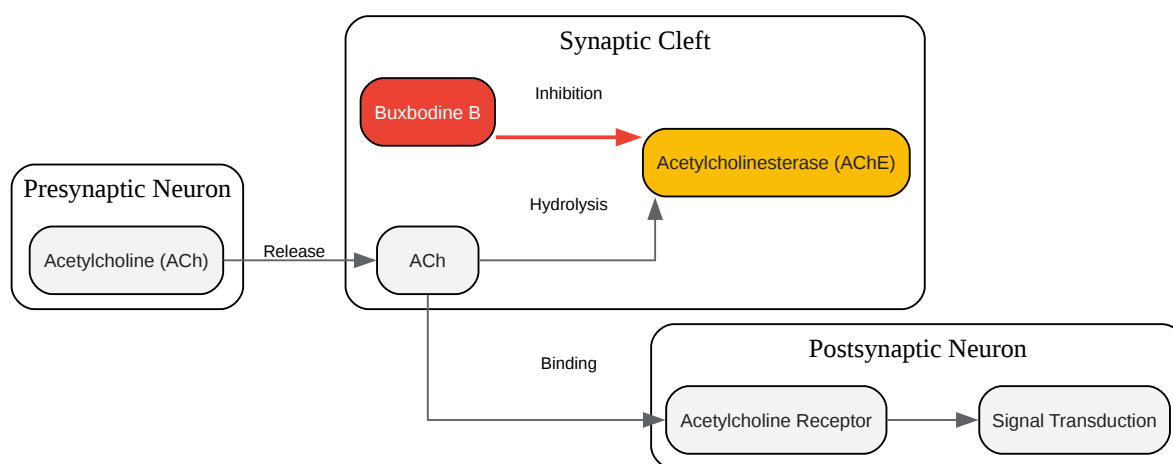 Synaptic Cleft
Buxbodine B
Inhibition
Acetylcholinesterase (AChE)
Presynaptic Neuron
Hydrolysis
Acetylcholine (ACh)
Release
ACh
Postsynaptic Neuron
Binding
Acetylcholine Receptor
Signal Transduction